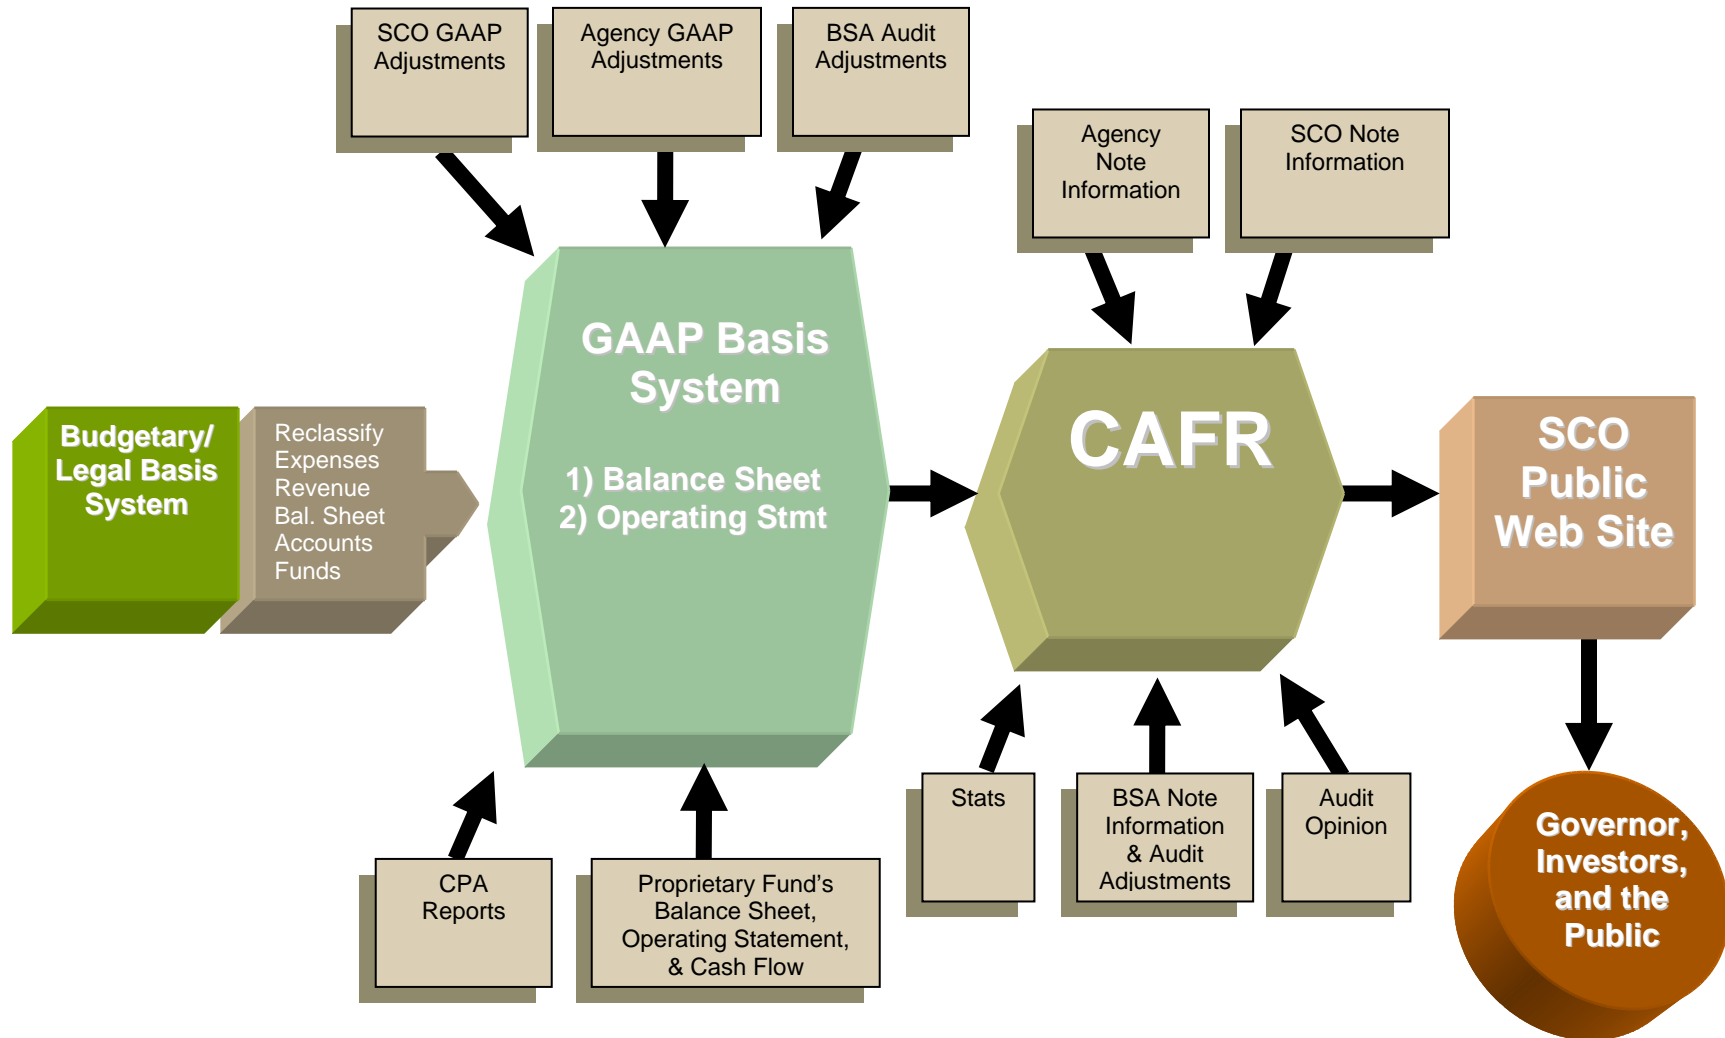 SCO GAAP
Adjustments
Agency GAAP
Adjustments
BSA Audit
Adjustments
Agency
Note
Information
SCO Note
Information
Budgetary/
Legal Basis
System
Reclassify
Expenses
Revenue
Bal. Sheet
Accounts
Funds
GAAP Basis
System
1) Balance Sheet
2) Operating Stmt
CAFR
SCO
Public
Web Site
CPA
Reports
Proprietary Fund’s
Balance Sheet,
Operating Statement,
& Cash Flow
Stats
BSA Note
Information
& Audit
Adjustments
Audit
Opinion
Governor,
Investors,
and the
Public